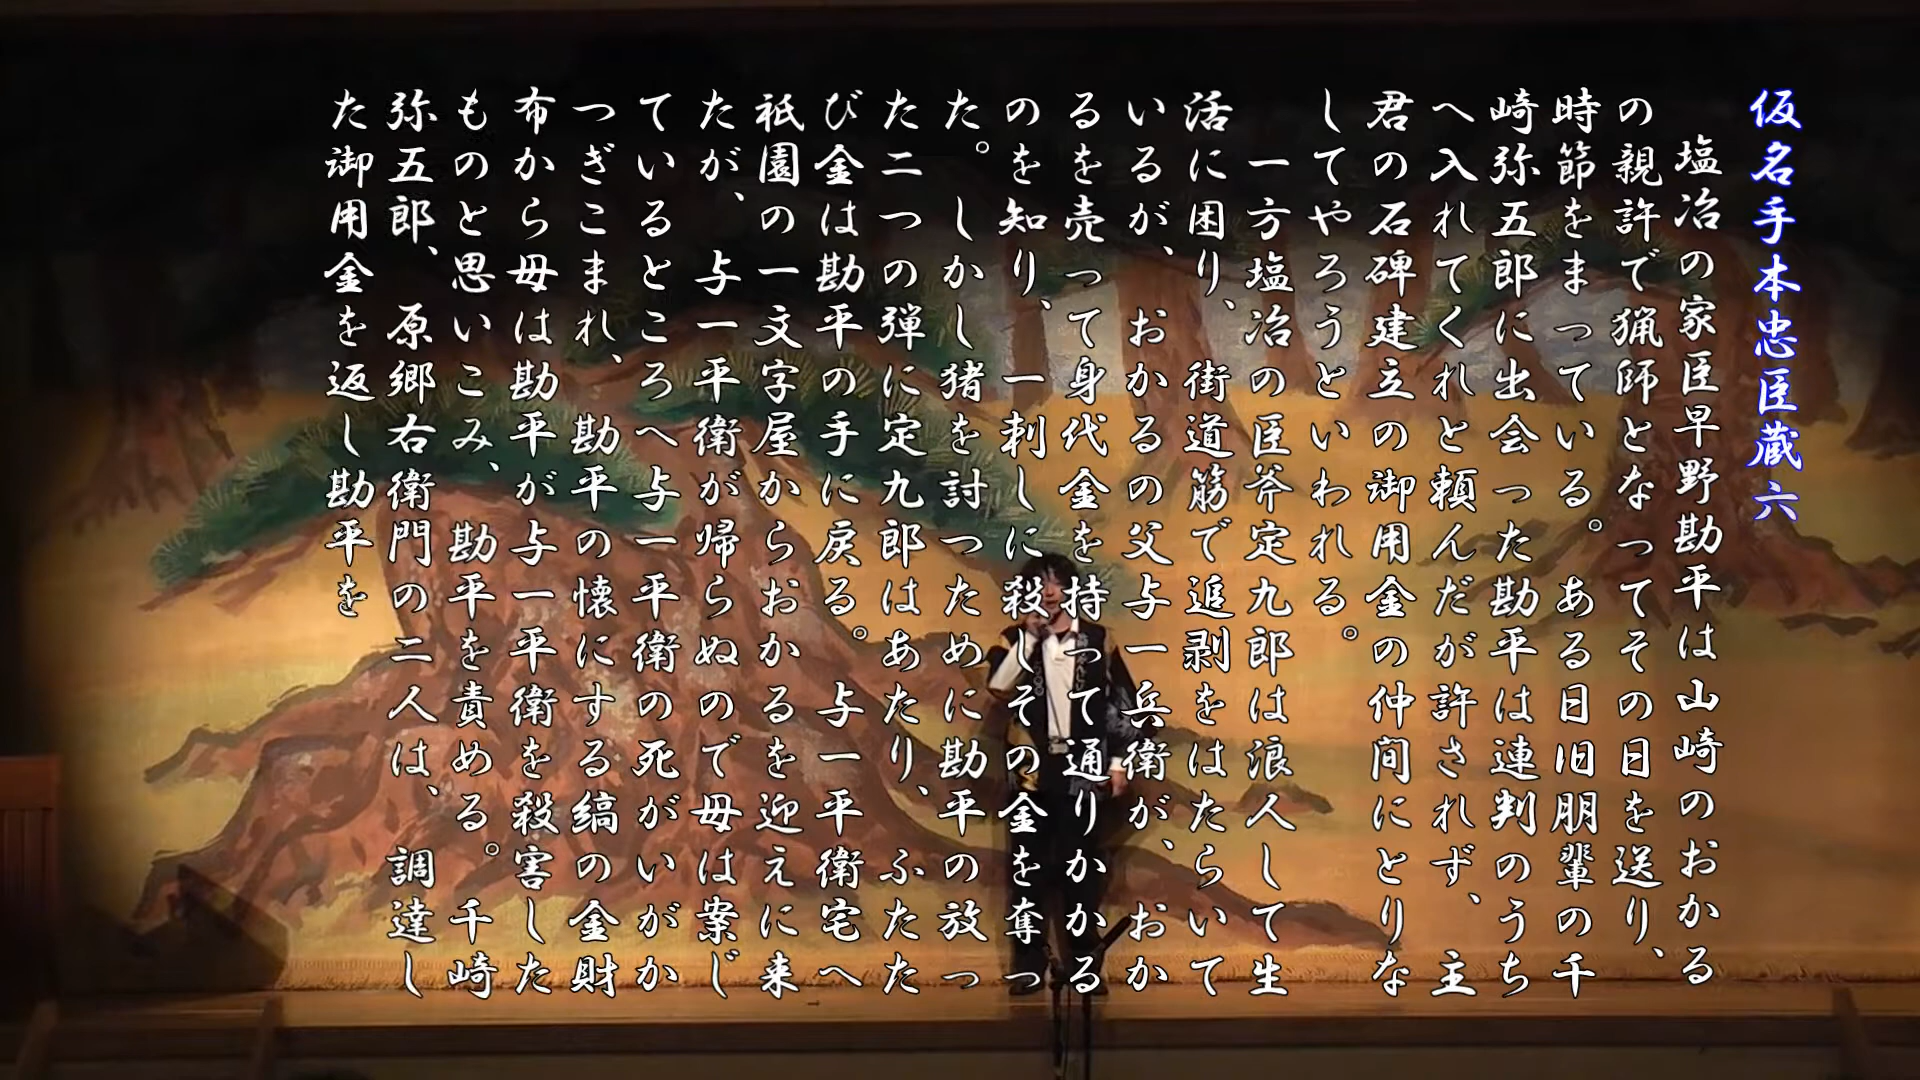 仮名手本忠臣蔵六
塩冶の家臣早野勘平は山崎のおかる
の親許で猟師となってその日を送り、
時節をまっている。ある日旧朋輩の千
崎弥五郎に出会った勘平は連判のうち
へ入れてくれと頼んだが許されず、主
君の石碑建立の御用金の仲間にとりな
してやろうといわれる。
一方塩冶の臣斧定九郎は浪人して生
活に困り、街道筋で追剥をはたらいて
いるが、おかるの父与一兵衛が、おか
るを売って身代金を持って通りかかる
のを知り、一刺しに殺しその金を奪っ
た。しかし猪を討つために勘平の放っ
た二つの弾に定九郎はあたり、ふたた
び金は勘平の手に戻る。与一平衛宅へ
祇園の一文字屋からおかるを迎えに来
たが、与一平衛が帰らぬので母は案じ
ているところへ与一平衛の死がいがか
つぎこまれ、勘平の懐にする縞の金財
布から母は勘平が与一平衛を殺害した
ものと思いこみ、勘平を責める。千崎
弥五郎、原郷右衛門の二人は、調達し
た御用金を返し勘平を